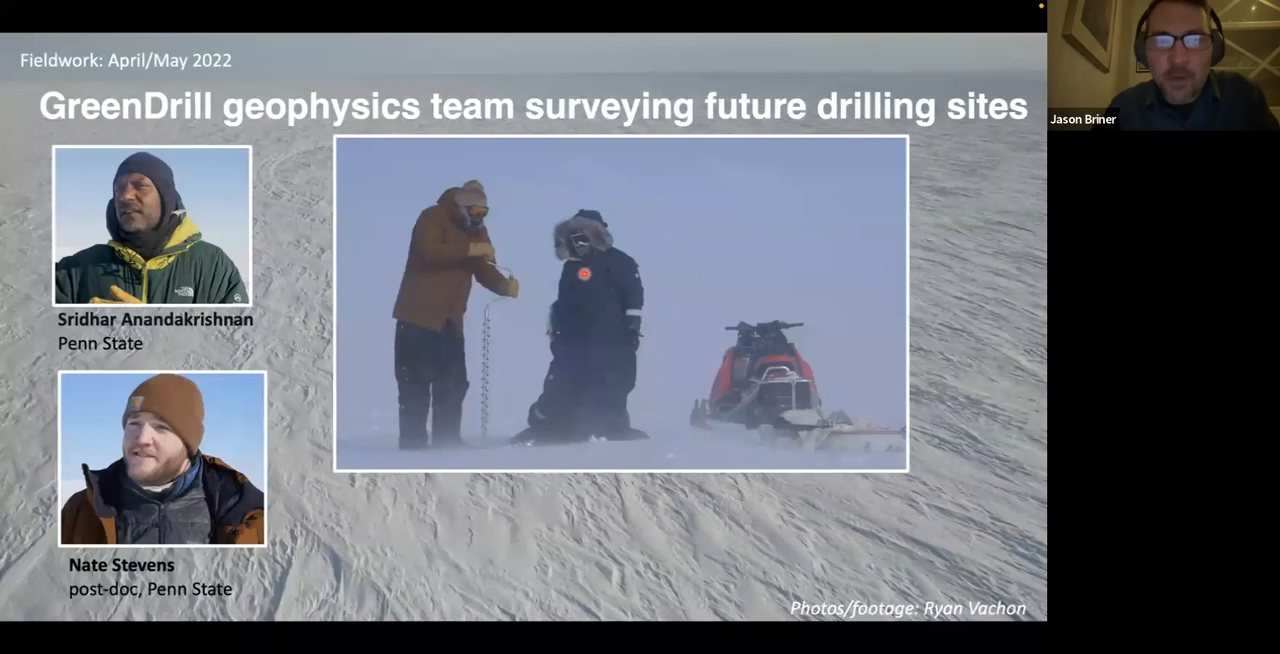 Fieldwork: April/May 2022
GreenDrill geophysics team surveying future drilling sites
Jason Briner
Sridhar Anandakrishnan
Penn State
Nate Stevens
post-doc, Penn State
Photos/footage: Ryan Vachon